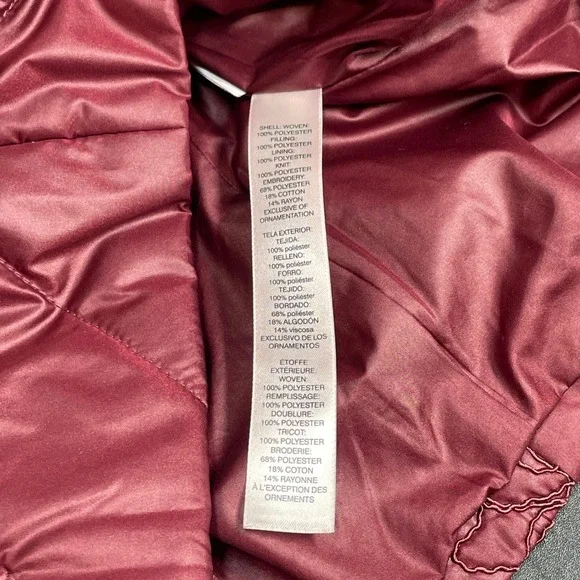 SHELL: WOVEN:
100% POLYESTER
FILLING:
100% POLYESTER
LINING:
100% POLYESTER
KNIT:
100% POLYESTER
EMBROIDERY:
68% POLYESTER
18% COTTON
14% RAYON
EXCLUSIVE OF
ORNAMENTATION
TELA EXTERIOR:
TEJIDA:
100% poliéster
RELLENO:
100% poliéster
FORRO:
100% poliéster
TEJIDO:
100% poliéster
BORDADO:
68% poliéster
18% ALGODÓN
14% viscosa
EXCLUSIVO DE LOS
ORNAMENTOS
ÉTOFFE
EXTÉRIEURE:
WOVEN:
100% POLYESTER
REMPLISSAGE:
100% POLYESTER
DOUBLURE:
100% POLYESTER
TRICOT:
100% POLYESTER
BRODERIE:
68% POLYESTER
18% COTON
14% RAYONNE
À L'EXCEPTION DES
ORNEMENTS